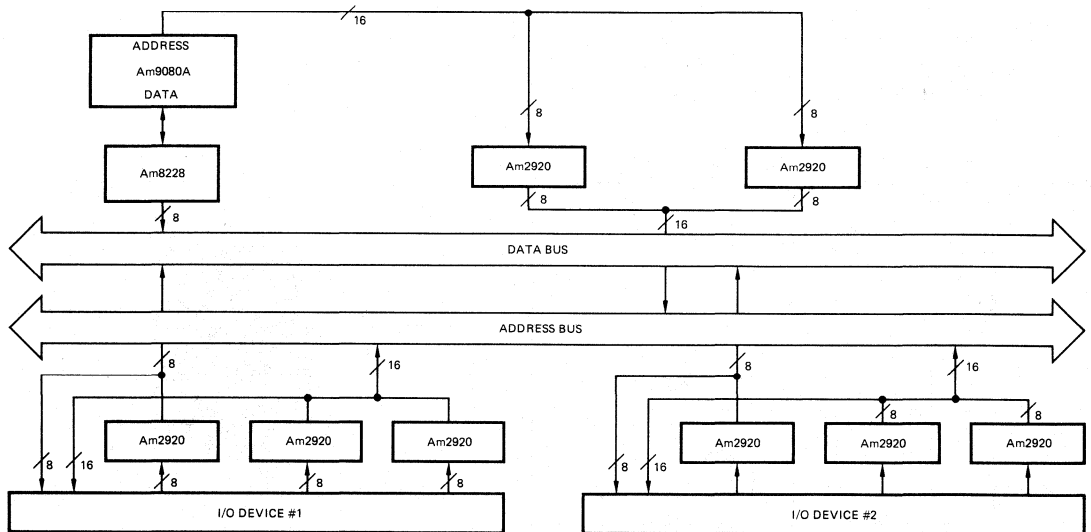 16
ADDRESS
Am9080A
DATA
8
8
Am8228
Am2920
Am2920
8
8
8
16
DATA BUS
ADDRESS BUS
8
16
8
16
8
8
Am2920
Am2920
Am2920
Am2920
Am2920
Am2920
8
16
8
8
8
8
16
I/O DEVICE #1
I/O DEVICE #2